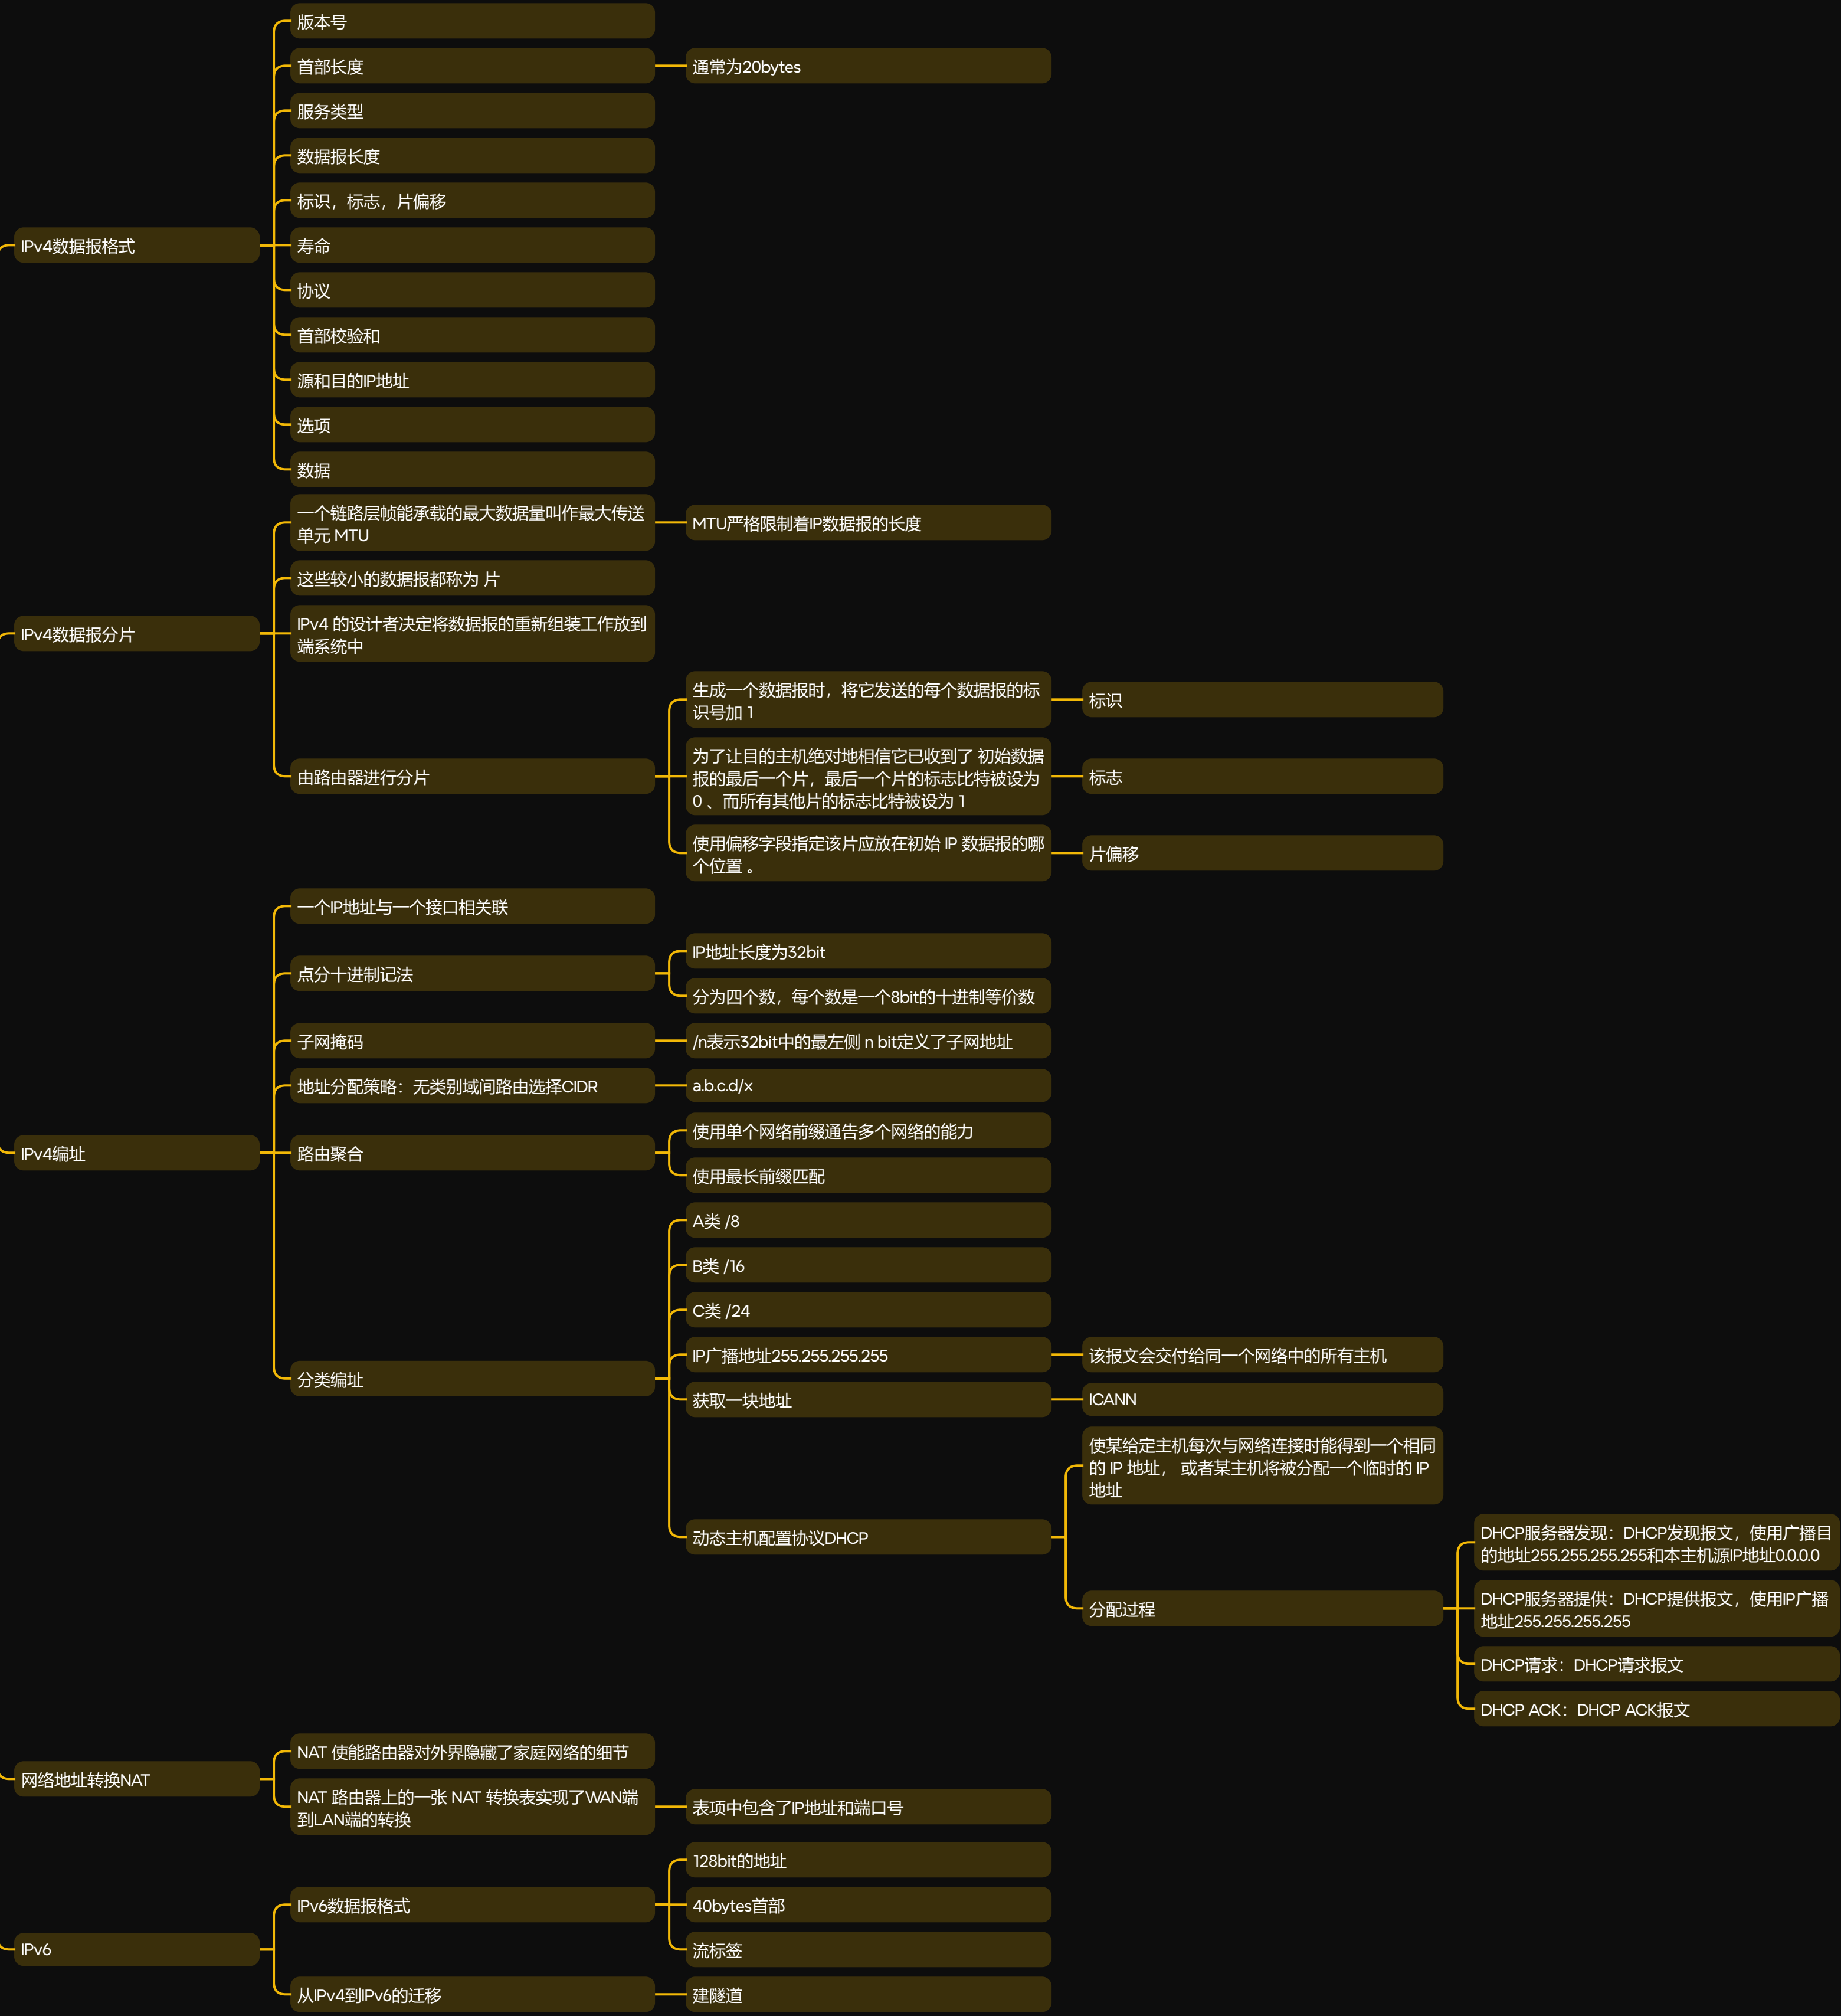 版本号
首部长度
通常为20bytes
服务类型
数据报长度
标识，标志，片偏移
IPv4数据报格式
寿命
协议
首部校验和
源和目的IP地址
选项
数据
一个链路层帧能承载的最大数据量叫作最大传送
单元 MTU
MTU严格限制着IP数据报的长度
这些较小的数据报都称为 片
IPv4数据报分片
IPv4 的设计者决定将数据报的重新组装工作放到
端系统中
由路由器进行分片
生成一个数据报时，将它发送的每个数据报的标
识号加 1
标识
为了让目的主机绝对地相信它已收到了 初始数据
报的最后一个片，最后一个片的标志比特被设为
0 、而所有其他片的标志比特被设为 1
标志
使用偏移字段指定该片应放在初始 IP 数据报的哪
个位置 。
片偏移
一个IP地址与一个接口相关联
点分十进制记法
IP地址长度为32bit
分为四个数，每个数是一个8bit的十进制等价数
子网掩码
/n表示32bit中的最左侧 n bit定义了子网地址
地址分配策略：无类别域间路由选择CIDR
a.b.c.d/x
IPv4编址
路由聚合
使用单个网络前缀通告多个网络的能力
使用最长前缀匹配
分类编址
A类 /8
B类 /16
C类 /24
IP广播地址255.255.255.255
该报文会交付给同一个网络中的所有主机
获取一块地址
ICANN
动态主机配置协议DHCP
使某给定主机每次与网络连接时能得到一个相同
的 IP 地址， 或者某主机将被分配一个临时的 IP
地址
分配过程
DHCP服务器发现：DHCP发现报文，使用广播目
的地址255.255.255.255和本主机源IP地址0.0.0.0
DHCP服务器提供：DHCP提供报文，使用IP广播
地址255.255.255.255
DHCP请求：DHCP请求报文
DHCP ACK：DHCP ACK报文
网络地址转换NAT
NAT 使能路由器对外界隐藏了家庭网络的细节
NAT 路由器上的一张 NAT 转换表实现了WAN端
到LAN端的转换
表项中包含了IP地址和端口号
IPv6
IPv6数据报格式
128bit的地址
40bytes首部
流标签
从IPv4到IPv6的迁移
建隧道